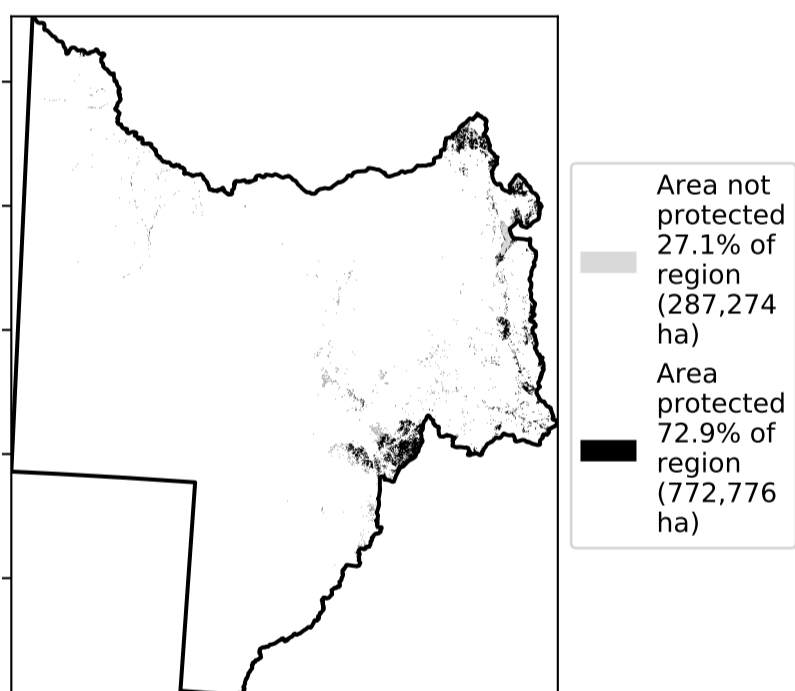 Area not
protected
27.1% of
region
(287,274
ha)
Area
protected
72.9% of
region
(772,776
ha)